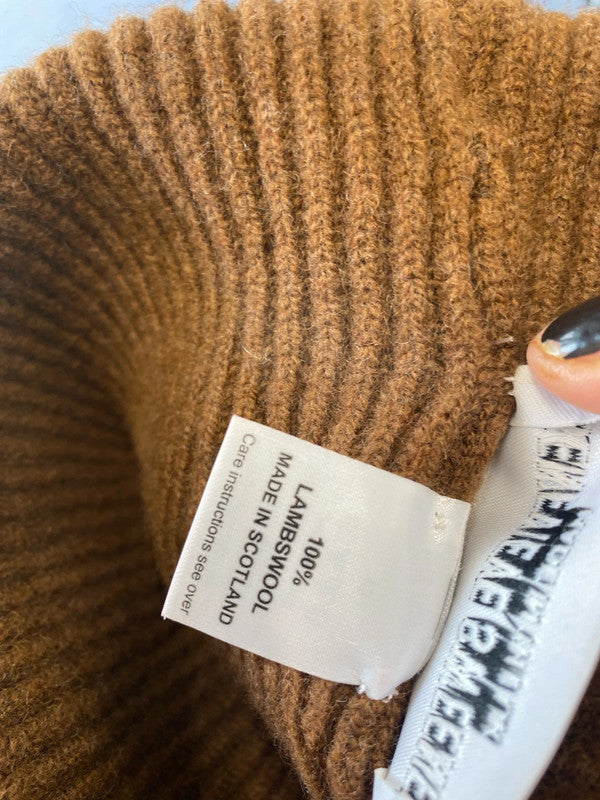 100%
LAMBSWOOL
MADE IN SCOTLAND
Care instructions see over